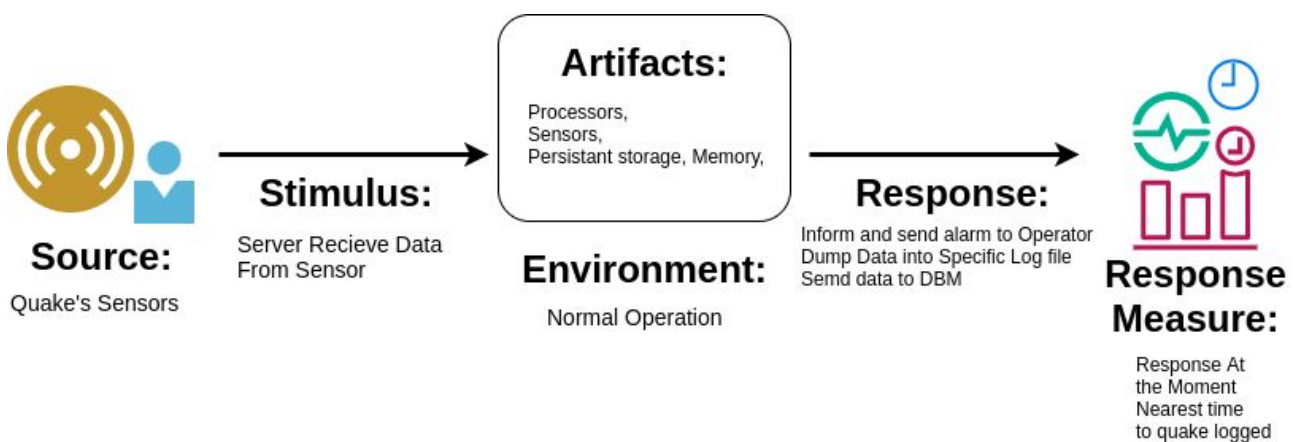 Source:
Quake's Sensors
Stimulus:
Server Recieve Data
From Sensor
Artifacts:
Processors,
Sensors,
Persistant storage, Memory,
Environment:
Normal Operation
Response:
Inform and send alarm to Operator
Dump Data into Specific Log file
Semd data to DBM
Response
Measure:
Response At
the Moment
Nearest time
to quake logged